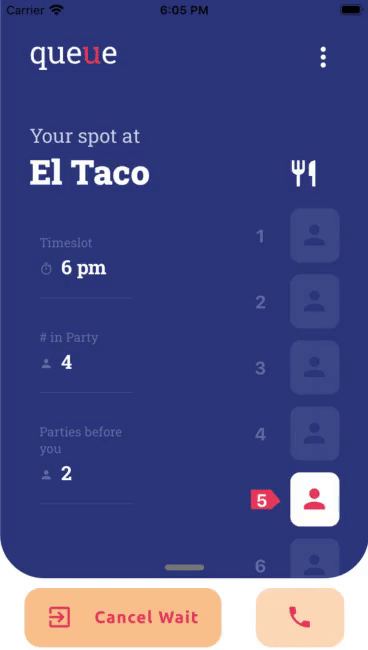 Carrier 6:05 PM
queue
Your spot at
El Taco
Timeslot
6 pm
# in Party
4
Parties before
you
2
1
2
3
4
5
6
Cancel Wait